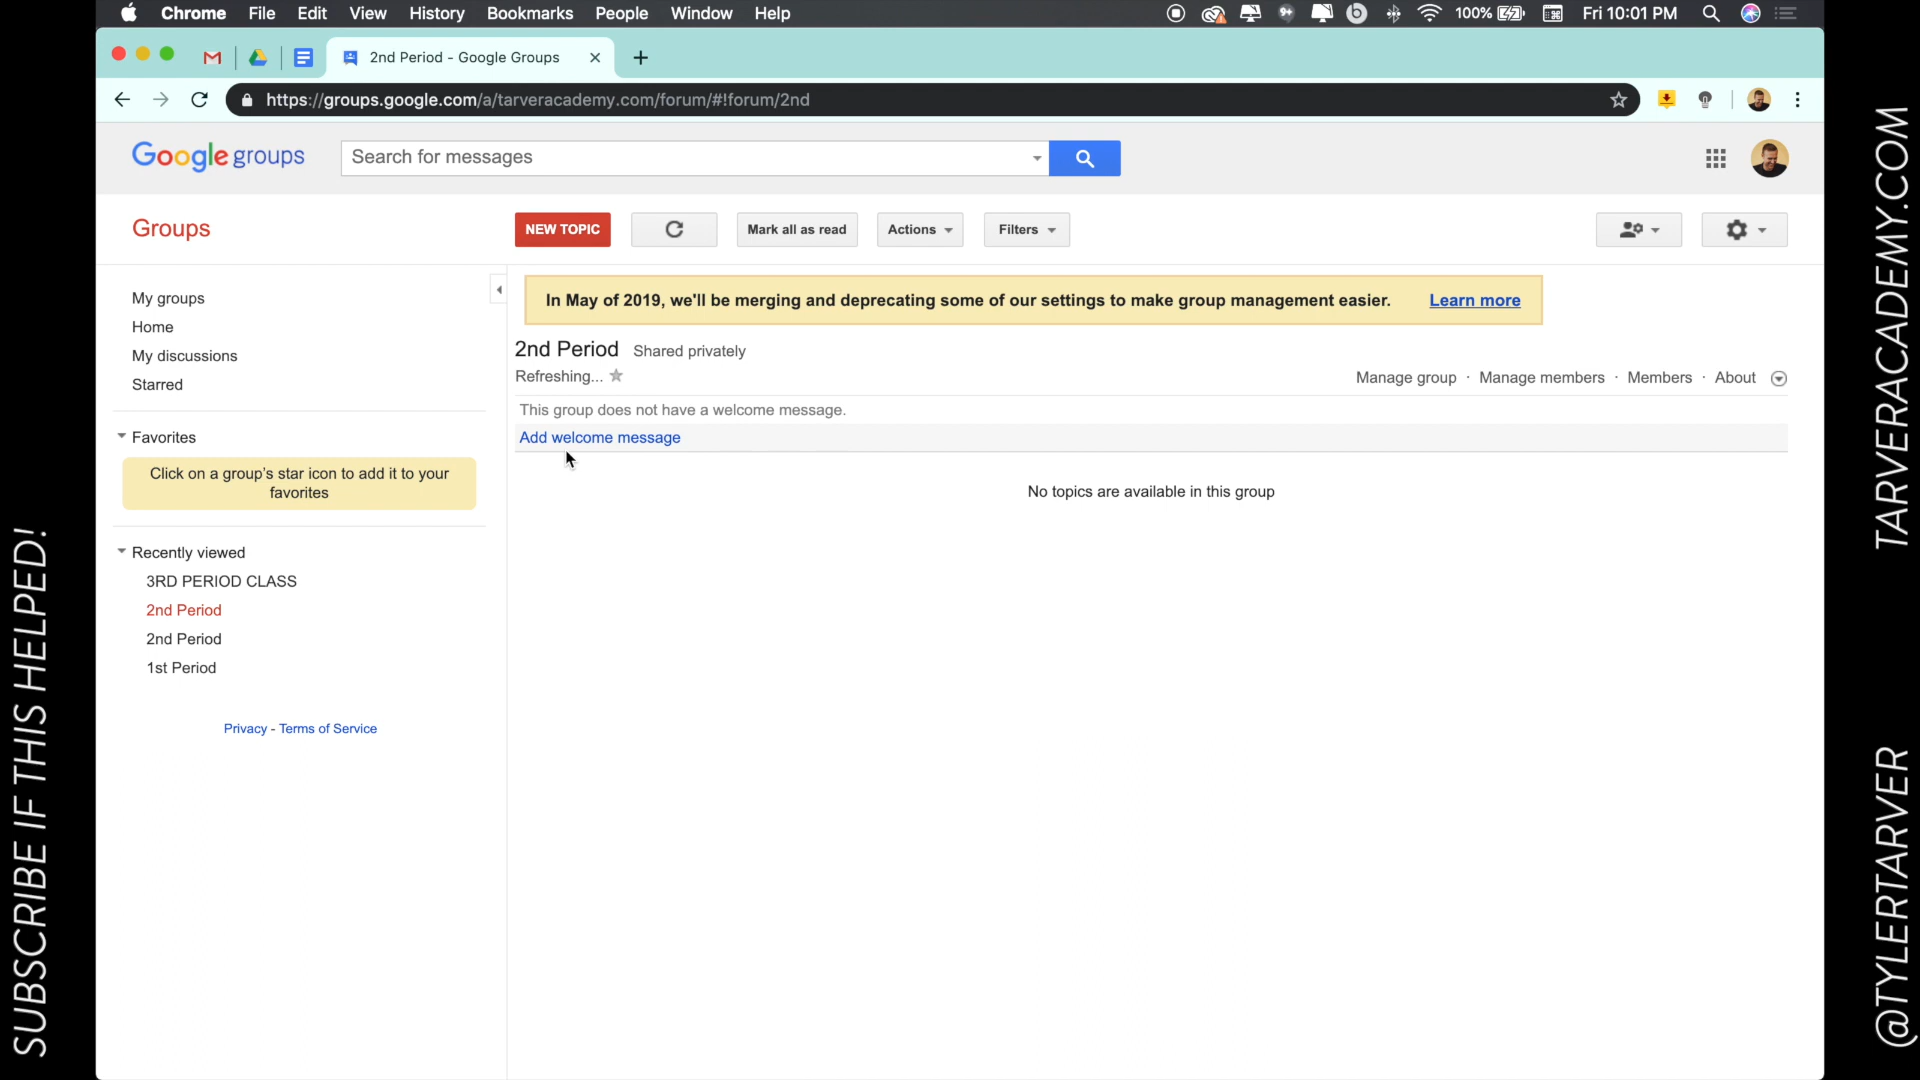 Chrome File Edit View History Bookmarks People Window Help
100% Fri 10:01 PM
2nd Period - Google Groups
https://groups.google.com/a/tarveracademy.com/forum/#!forum/2nd
Google groups
Search for messages
Groups
NEW TOPIC
Mark all as read
Actions
Filters
My groups
Home
My discussions
Starred
Favorites
Click on a group's star icon to add it to your
favorites
Recently viewed
3RD PERIOD CLASS
2nd Period
2nd Period
1st Period
Privacy - Terms of Service
In May of 2019, we'll be merging and deprecating some of our settings to make group management easier. Learn more
2nd Period Shared privately
Refreshing...
Manage group · Manage members · Members · About
This group does not have a welcome message.
Add welcome message
No topics are available in this group
SUBSCRIBE IF THIS HELPED!
TARVERACADEMY.COM
@TYLERTARVER